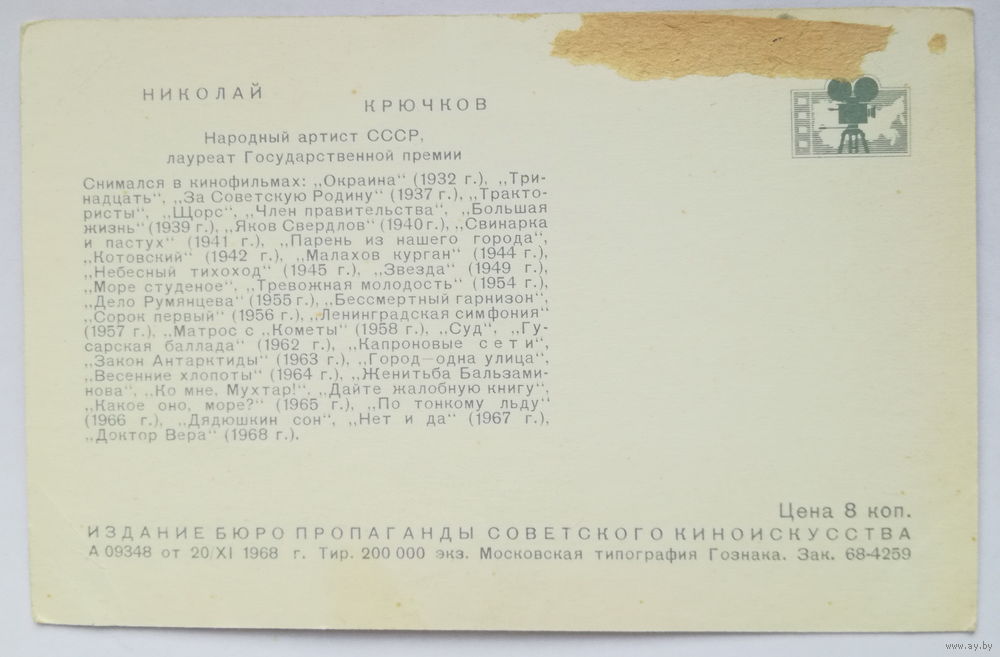 НИКОЛАЙ
КРЮЧКОВ
Народный артист СССР,
лауреат Государственной премии
Снимался в кинофильмах: „Окраина“ (1932 г.), „Три-
надцать“, „За Советскую Родину“ (1937 г.), „Тракто-
ристы“, „Щорс“, „Член правительства“, „Большая
жизнь“ (1939 г.), „Яков Свердлов“ (1940 г.), „Свинарка
и пастух“ (1941 г.), „Парень из нашего города“,
„Котовский“ (1942 г.), „Малахов курган“ (1944 г.),
„Небесный тихоход“ (1945 г.), „Звезда“ (1949 г.),
„Море студеное“, „Тревожная молодость“ (1954 г.),
„Дело Румянцева“ (1955 г.), „Бессмертный гарнизон“,
„Сорок первый“ (1956 г.), „Ленинградская симфония“
(1957 г.), „Матрос с „Кометы“ (1958 г.), „Суд“, „Гу-
сарская баллада“ (1962 г.), „Капроновые сети“,
„Закон Антарктиды“ (1963 г.), „Город—одна улица“,
„Весенние хлопоты“ (1964 г.), „Женитьба Бальзами-
нова“, „Ко мне, Мухтар!“, „Дайте жалобную книгу“,
„Какое оно, море?“ (1965 г.), „По тонкому льду“
(1966 г.), „Дядюшкин сон“, „Нет и да“ (1967 г.),
„Доктор Вера“ (1968 г.).
Цена 8 коп.
ИЗДАНИЕ БЮРО ПРОПАГАНДЫ СОВЕТСКОГО КИНОИСКУССТВА
А 09348 от 20/XI 1968 г. Тир. 200 000 экз. Московская типография Гознака. Зак. 68-4259
www.ay.by